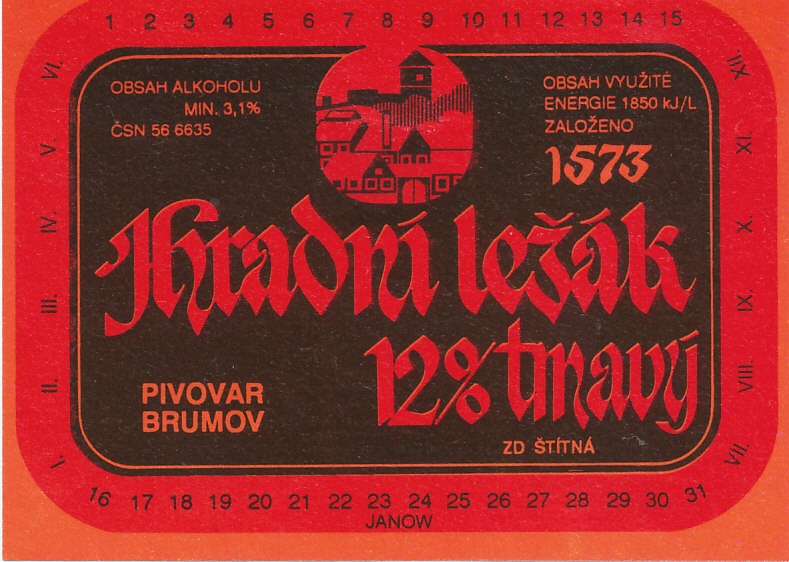 1 2 3 4 5 6 7 8 9 10 11 12 13 14 15
OBSAH ALKOHOLU
MIN. 3,1%
ČSN 56 6635
OBSAH VYUŽITÉ
ENERGIE 1850 kJ/L
ZALOŽENO
1573
Hradní ležák
12% tmavý
PIVOVAR
BRUMOV
ZD ŠTÍTNÁ
I. II. III. IV. V. VI.
VII. VIII. IX. X. XI. XII.
16 17 18 19 20 21 22 23 24 25 26 27 28 29 30 31
JANOW